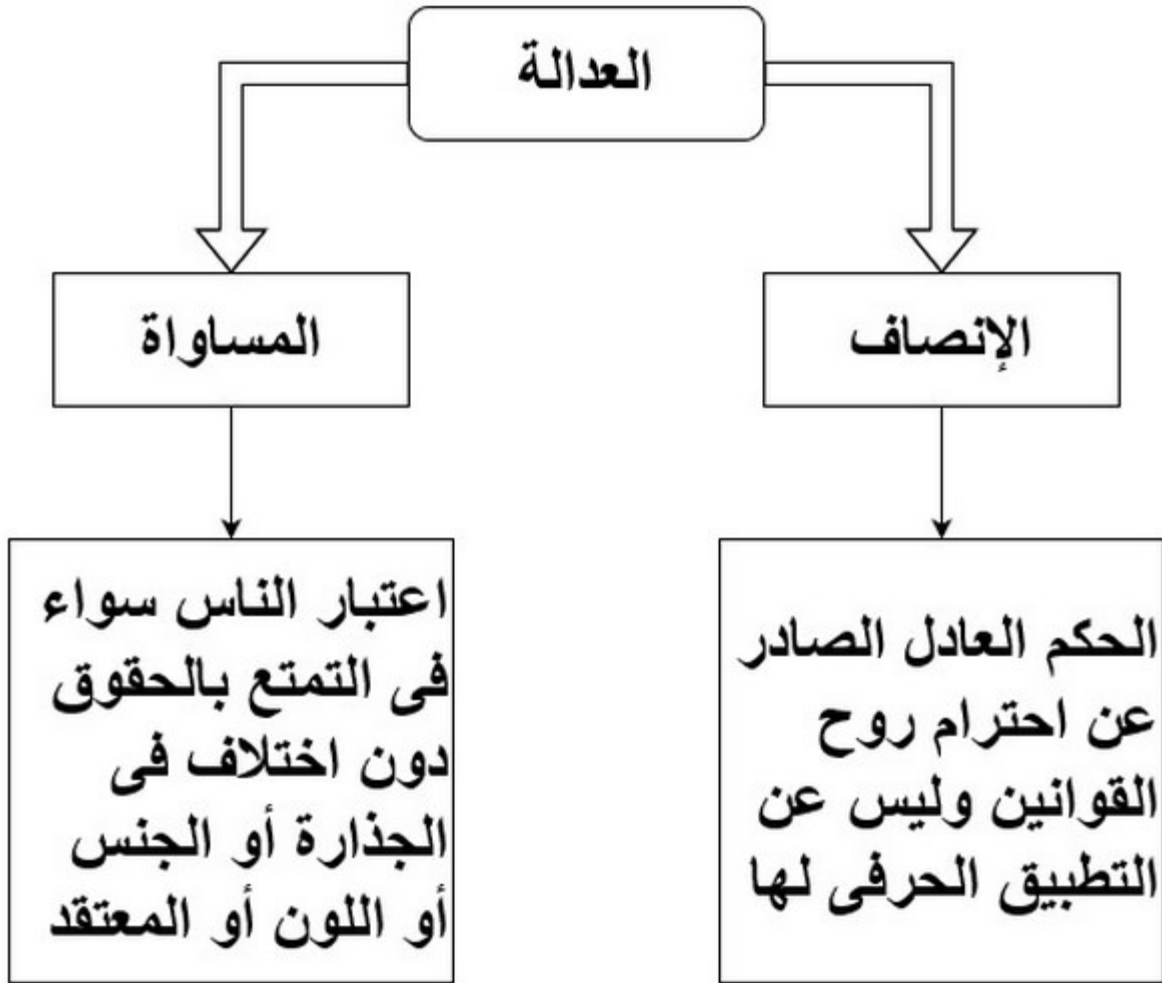 العدالة
الإنصاف
المساواة
الحكم العادل الصادر
عن احترام روح
القوانين وليس عن
التطبيق الحرفى لها
اعتبار الناس سواء
فى التمتع بالحقوق
دون اختلاف فى
الجذارة أو الجنس
أو اللون أو المعتقد